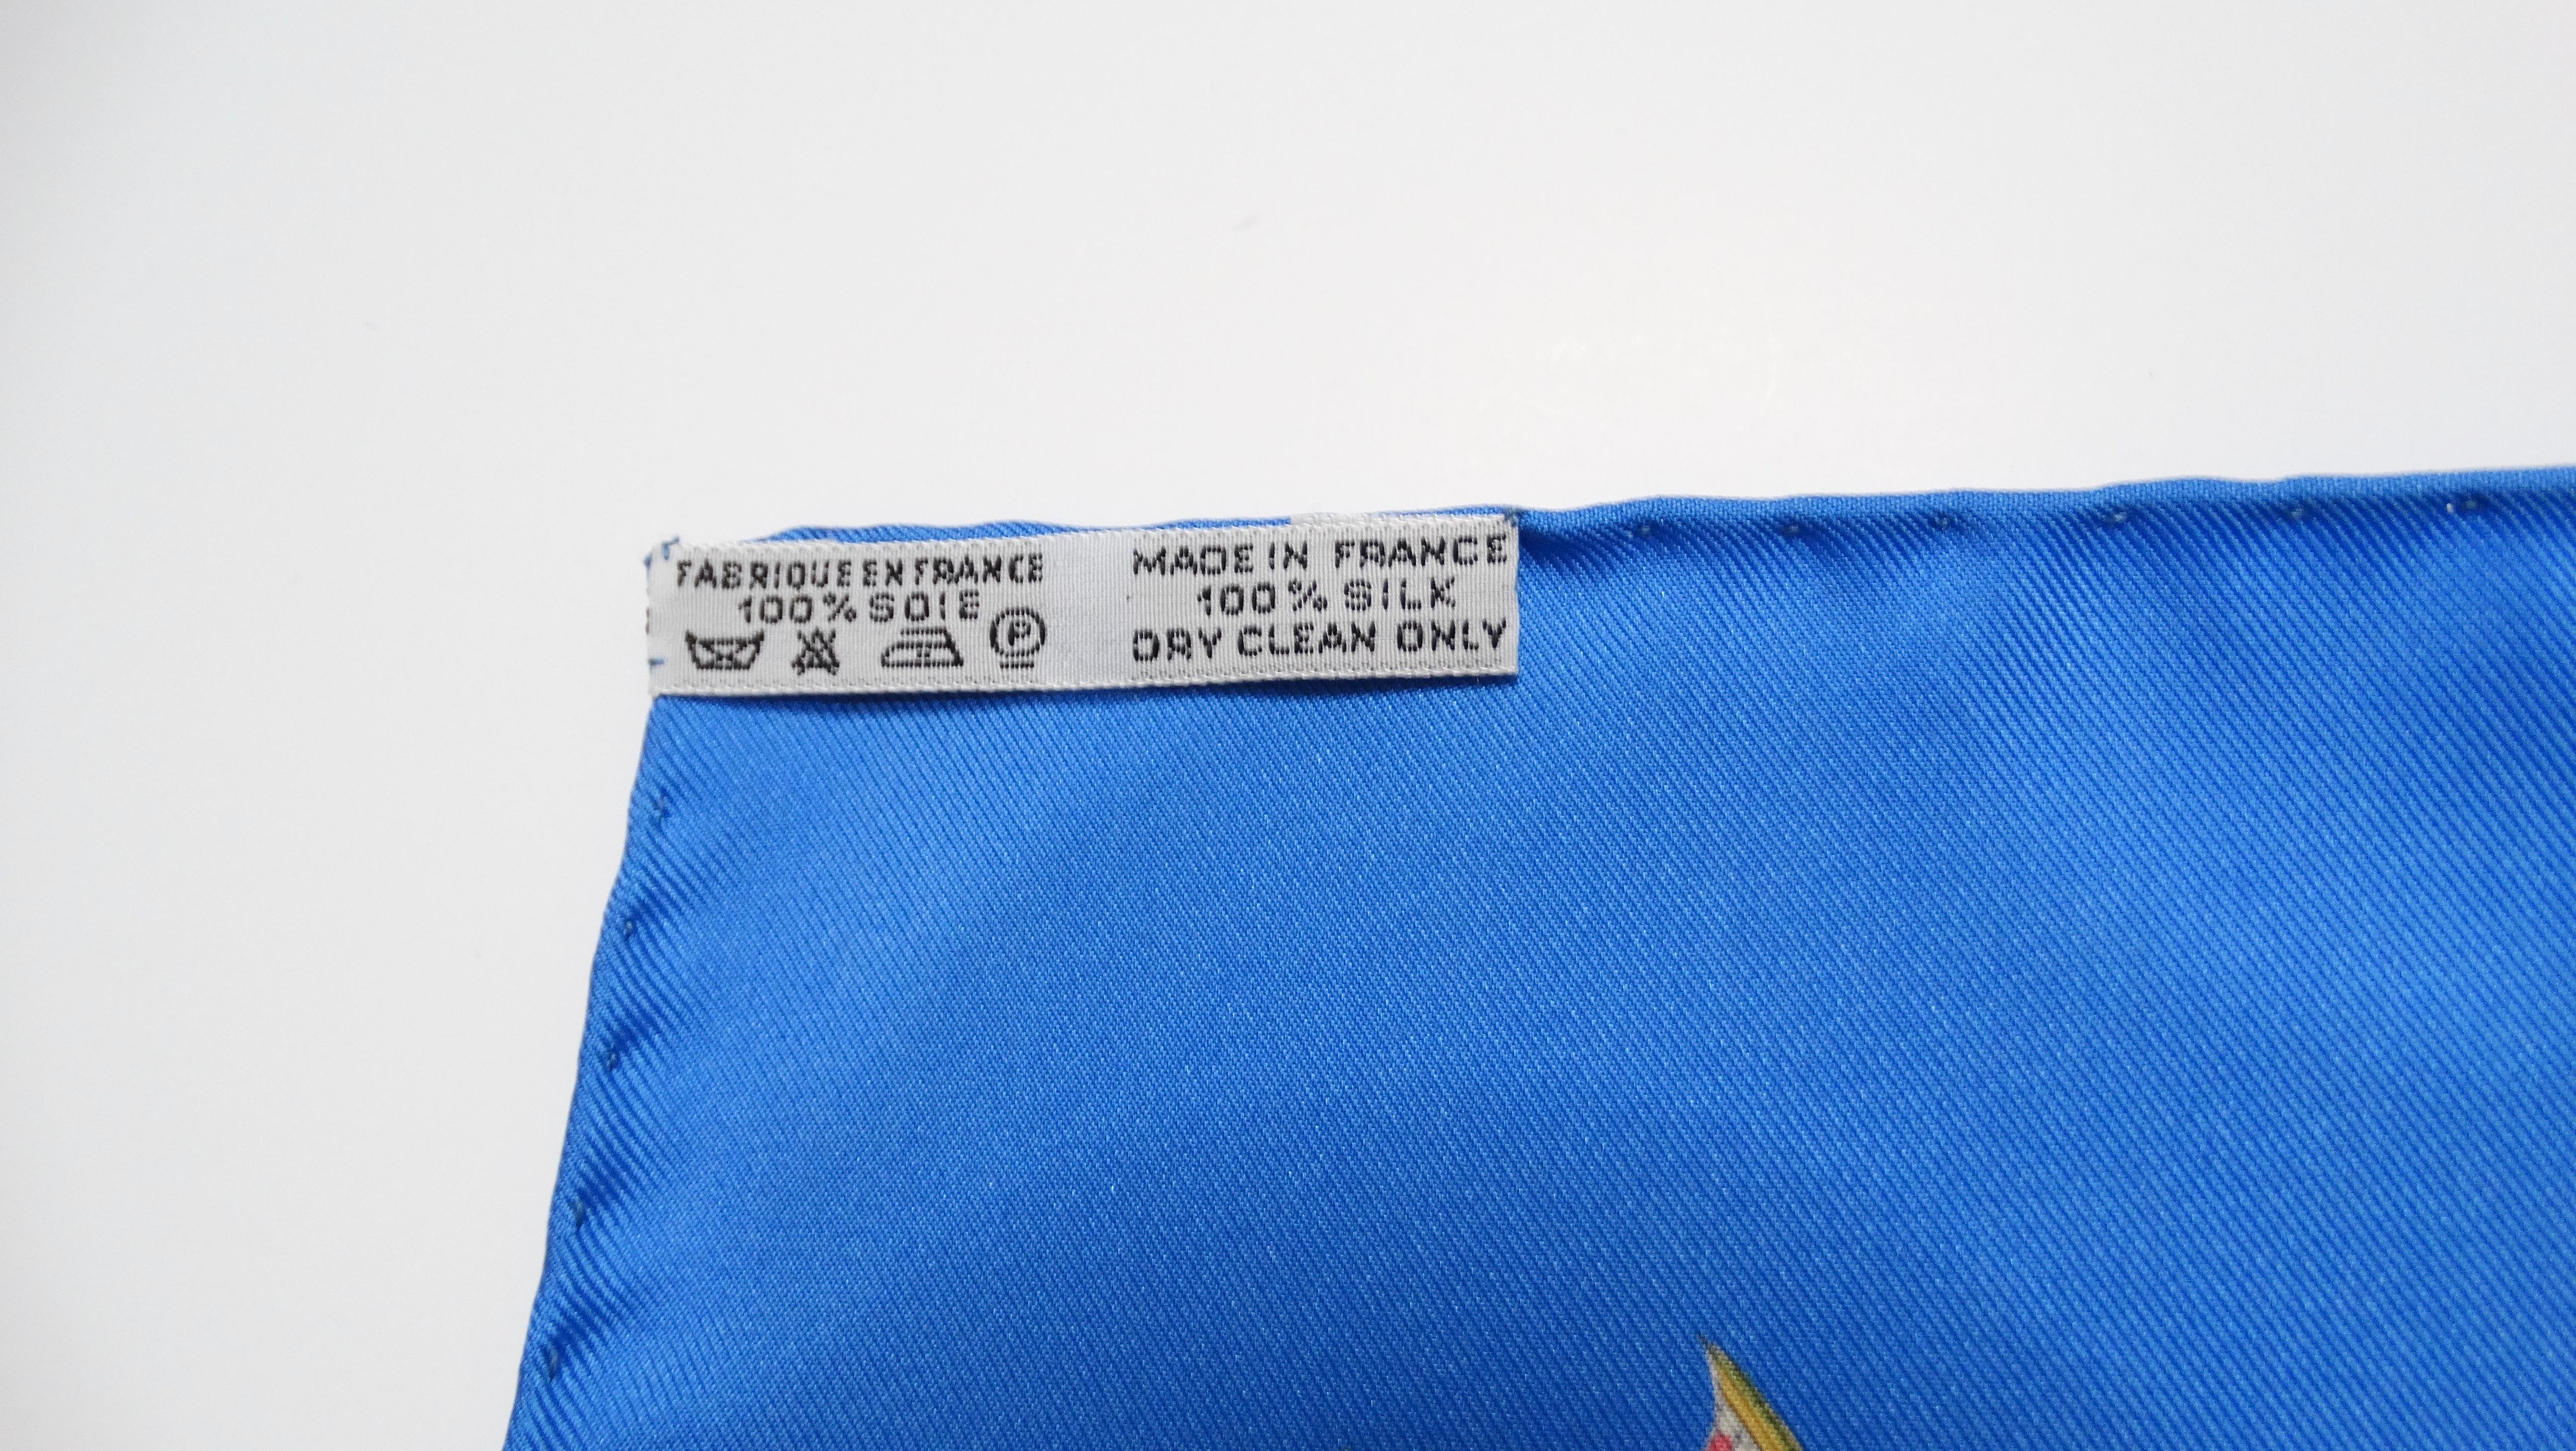 FABRIQUE EN FRANCE
100% SOIE
P
MADE IN FRANCE
100% SILK
DRY CLEAN ONLY